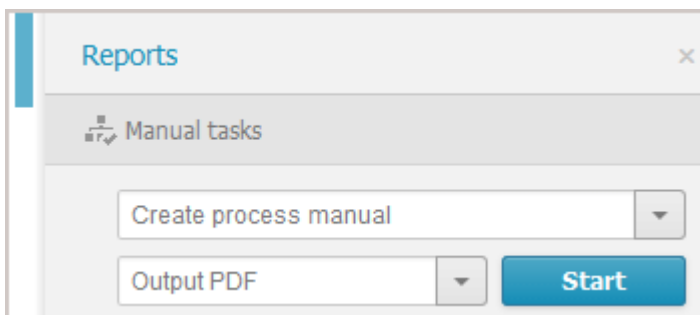 Reports
Manual tasks
Create process manual
Output PDF
Start